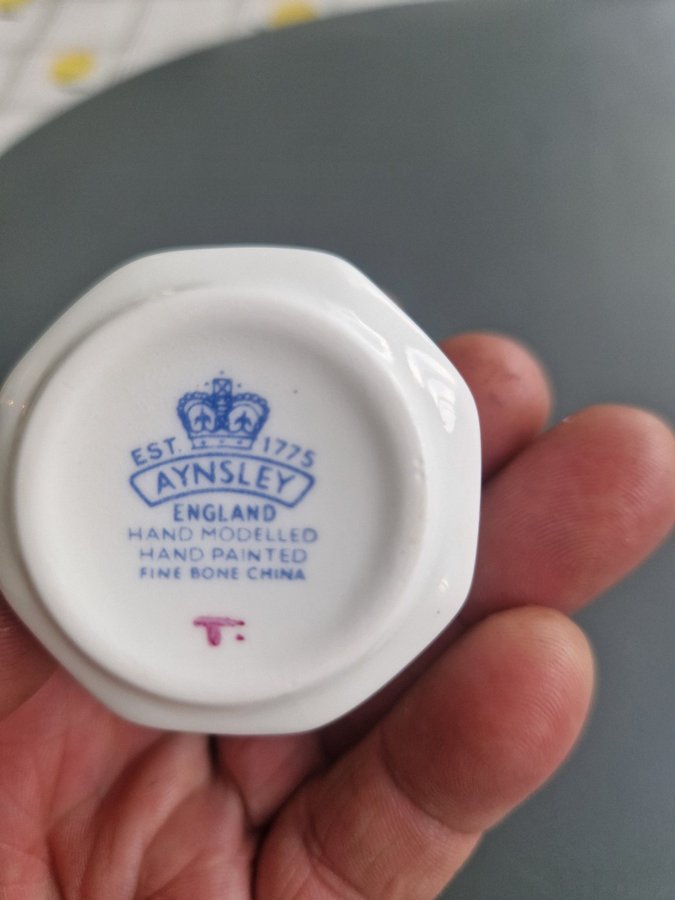 EST. 1775
AYNSLEY
ENGLAND
HAND MODELLED
HAND PAINTED
FINE BONE CHINA
T.